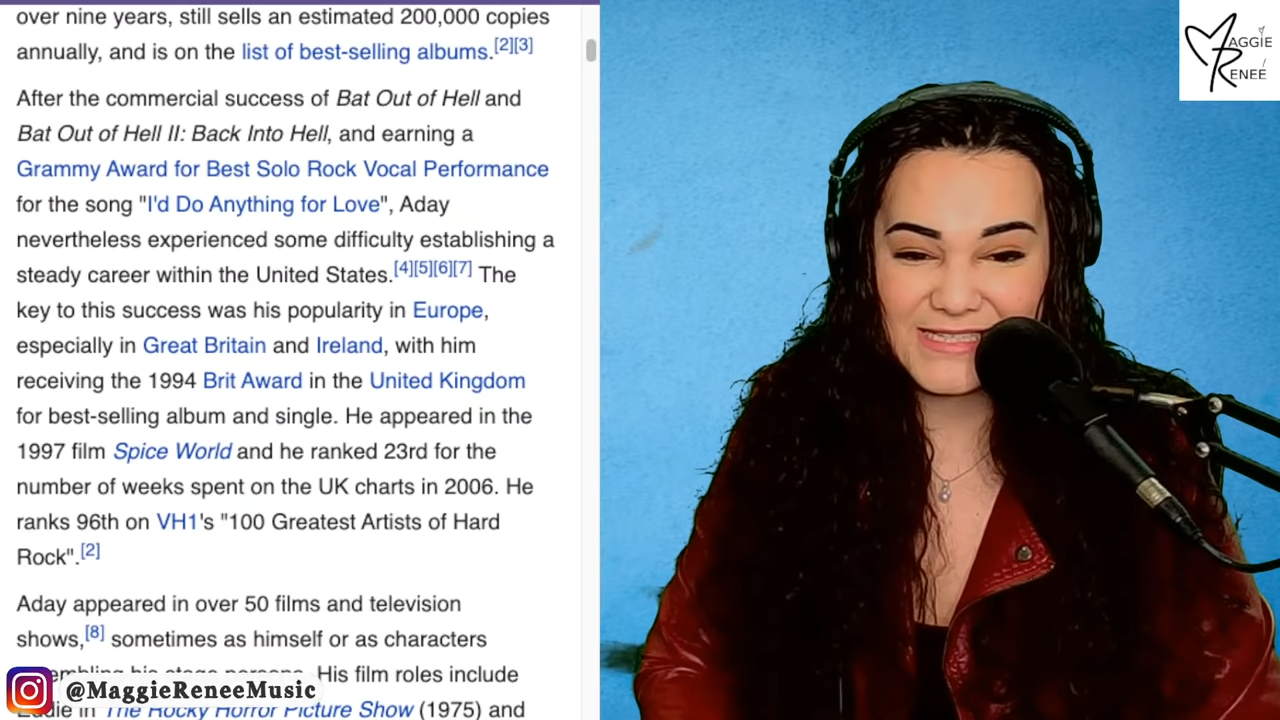 over nine years, still sells an estimated 200,000 copies
annually, and is on the list of best-selling albums.[2][3]
After the commercial success of Bat Out of Hell and
Bat Out of Hell II: Back Into Hell, and earning a
Grammy Award for Best Solo Rock Vocal Performance
for the song "I'd Do Anything for Love", Aday
nevertheless experienced some difficulty establishing a
steady career within the United States.[4][5][6][7] The
key to this success was his popularity in Europe,
especially in Great Britain and Ireland, with him
receiving the 1994 Brit Award in the United Kingdom
for best-selling album and single. He appeared in the
1997 film Spice World and he ranked 23rd for the
number of weeks spent on the UK charts in 2006. He
ranks 96th on VH1's "100 Greatest Artists of Hard
Rock".[2]
Aday appeared in over 50 films and television
shows,[8] sometimes as himself or as characters
his stage persona. His film roles include
in The Rocky Horror Picture Show (1975) and
@MaggieReneeMusic
MAGGIE
RENEE